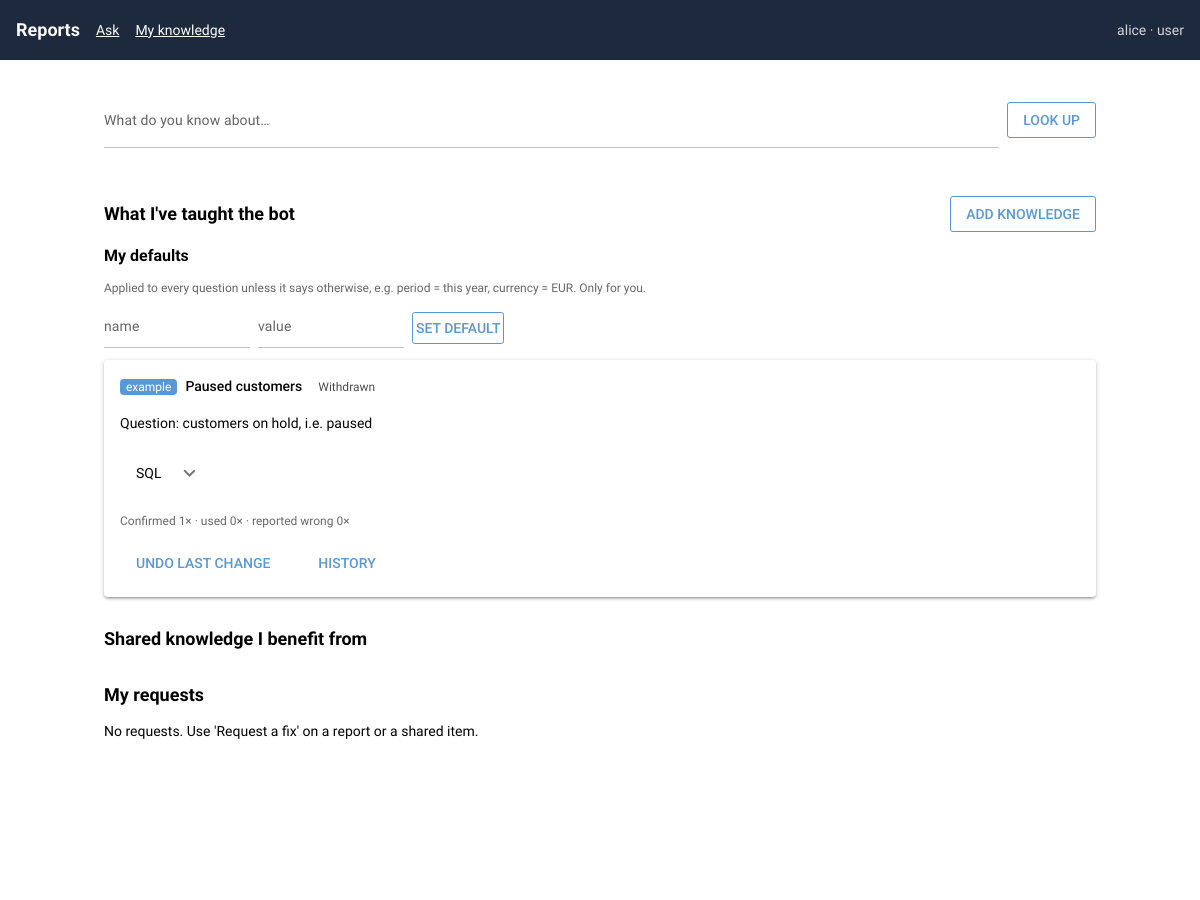 Reports Ask My knowledge alice · user
What do you know about… LOOK UP
What I've taught the bot ADD KNOWLEDGE
My defaults
Applied to every question unless it says otherwise, e.g. period = this year, currency = EUR. Only for you.
name value SET DEFAULT
example Paused customers Withdrawn
Question: customers on hold, i.e. paused
SQL
Confirmed 1× · used 0× · reported wrong 0×
UNDO LAST CHANGE HISTORY
Shared knowledge I benefit from
My requests
No requests. Use 'Request a fix' on a report or a shared item.